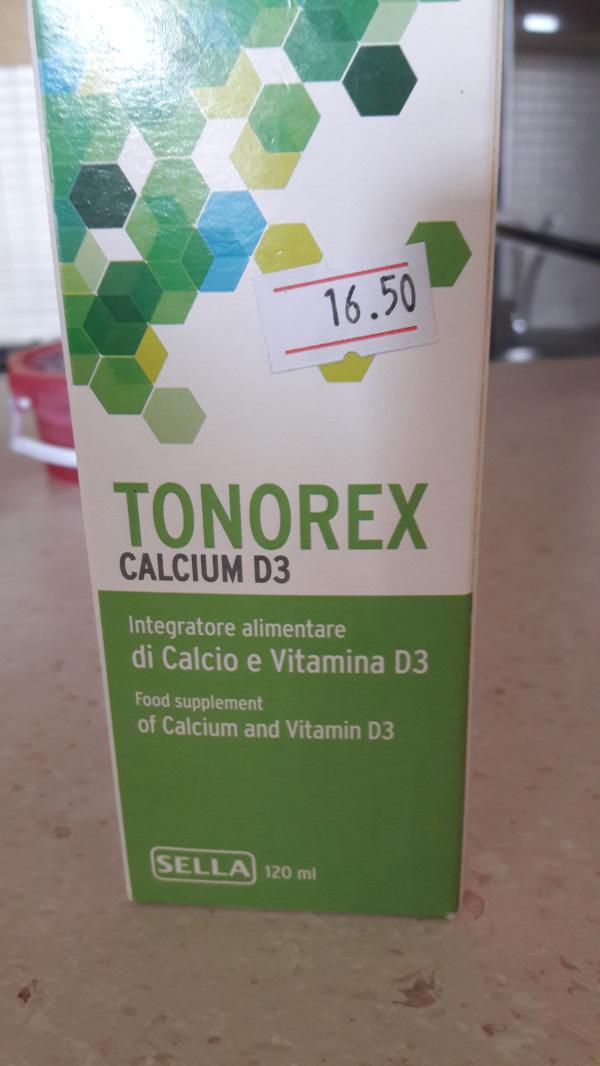 16.50
TONOREX
CALCIUM D3
Integratore alimentare
di Calcio e Vitamina D3
Food supplement
of Calcium and Vitamin D3
SELLA 120 ml